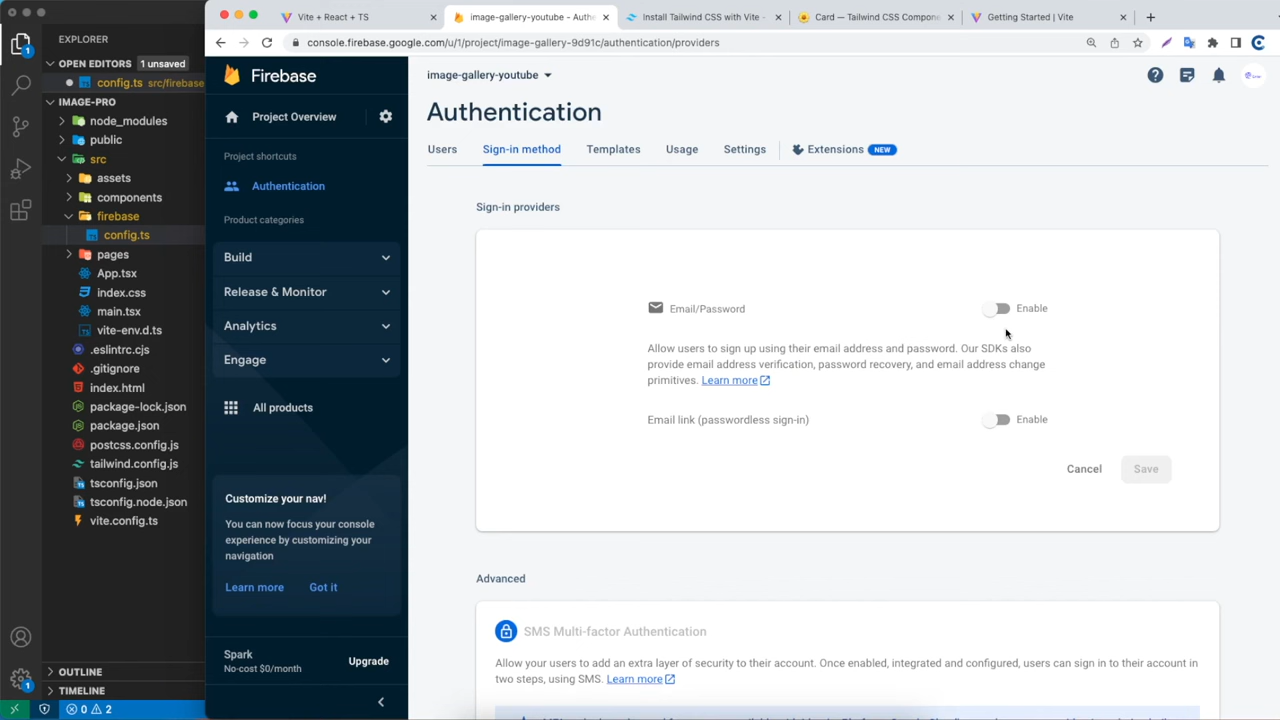 EXPLORER
OPEN EDITORS 1 unsaved
config.ts src/firebase
IMAGE-PRO
node_modules
public
src
assets
components
firebase
config.ts
pages
App.tsx
index.css
main.tsx
vite-env.d.ts
.eslintrc.cjs
.gitignore
index.html
package-lock.json
package.json
postcss.config.js
tailwind.config.js
tsconfig.json
tsconfig.node.json
vite.config.ts
OUTLINE
TIMELINE
0 2
1
1
Vite + React + TS
image-gallery-youtube - Authe
Install Tailwind CSS with Vite -
Card — Tailwind CSS Compone
Getting Started | Vite
console.firebase.google.com/u/1/project/image-gallery-9d91c/authentication/providers
Firebase
Project Overview
Project shortcuts
Authentication
Product categories
Build
Release & Monitor
Analytics
Engage
All products
Customize your nav!
You can now focus your console
experience by customizing your
navigation
Learn more Got it
Spark
No-cost $0/month
Upgrade
image-gallery-youtube
Authentication
Users Sign-in method Templates Usage Settings Extensions NEW
Sign-in providers
Email/Password Enable
Allow users to sign up using their email address and password. Our SDKs also
provide email address verification, password recovery, and email address change
primitives. Learn more
Email link (passwordless sign-in) Enable
Cancel Save
Advanced
SMS Multi-factor Authentication
Allow your users to add an extra layer of security to their account. Once enabled, integrated and configured, users can sign in to their account in
two steps, using SMS. Learn more